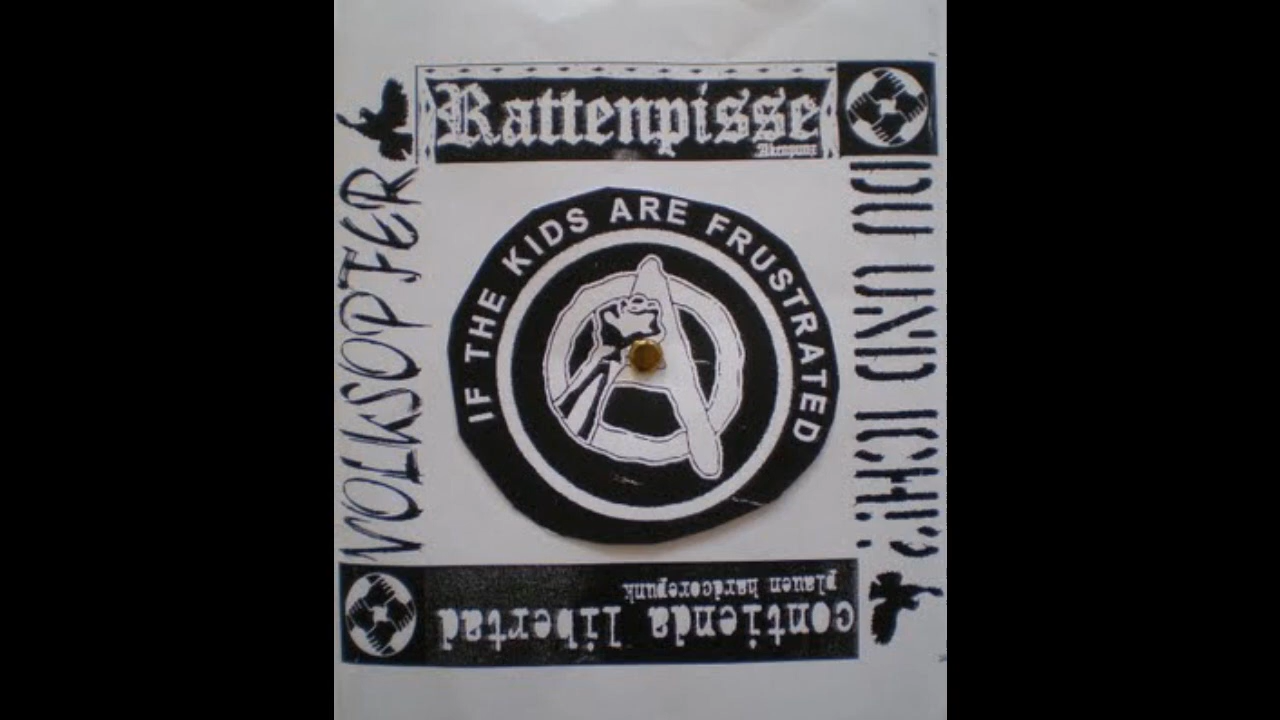 Rattenpisse
IF THE KIDS ARE FRUSTRATED
DU UND ICH!?
contienda libertad
plauen hardcorepunk
VOLKSOPFER